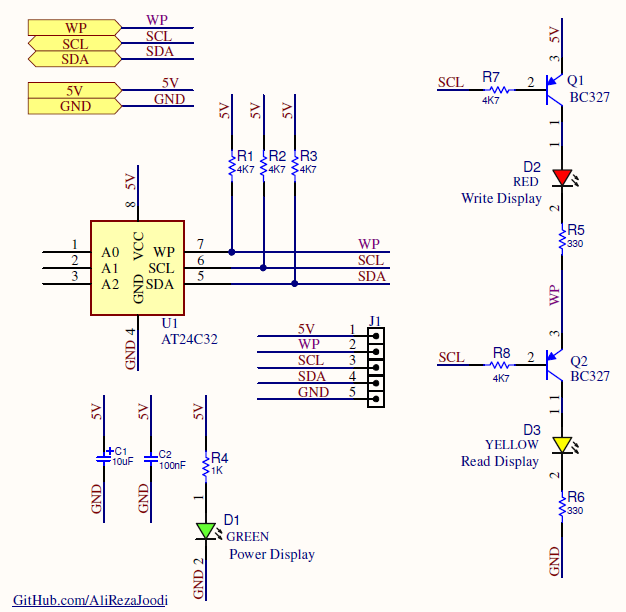 WP WP
SCL SCL
SDA SDA
5V 5V
GND GND
5V 5V 5V
R1 R2 R3
4K7 4K7 4K7
5V
8
1 A0 VCC WP 7 WP
2 A1 SCL 6 SCL
3 A2 GND SDA 5 SDA
4
GND
U1
AT24C32
J1
5V 1
WP 2
SCL 3
SDA 4
GND 5
5V 5V 5V
C1
10uF
C2
100nF
R4
1K
GND GND
1
D1
GREEN
Power Display
2
GND
5V
3
SCL R7 2 Q1
4K7 BC327
1
1
D2
RED
Write Display
2
R5
330
WP
3
SCL R8 2 Q2
4K7 BC327
1
1
D3
YELLOW
Read Display
2
R6
330
GND
GitHub.com/AliRezaJoodi